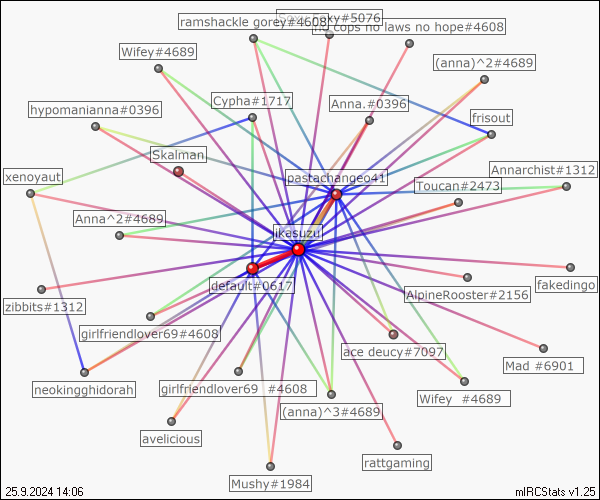 ramshackle gorey#4608
#5076
no cops no laws no hope#4608
Wifey#4689
(anna)^2#4689
Cypha#1717
Anna.#0396
hypomanianna#0396
frisout
Skalman
xenoyaut
pastachangeo41
Annarchist#1312
Toucan#2473
Anna^2#4689
ikasuzu
fakedingo
default#0617
AlpineRooster#2156
zibbits#1312
girlfriendlover69#4608
ace deucy#7097
Mad #6901
neokingghidorah
girlfriendlover69 #4608
(anna)^3#4689
Wifey #4689
avelicious
rattgaming
Mushy#1984
25.9.2024 14:06
mIRCStats v1.25